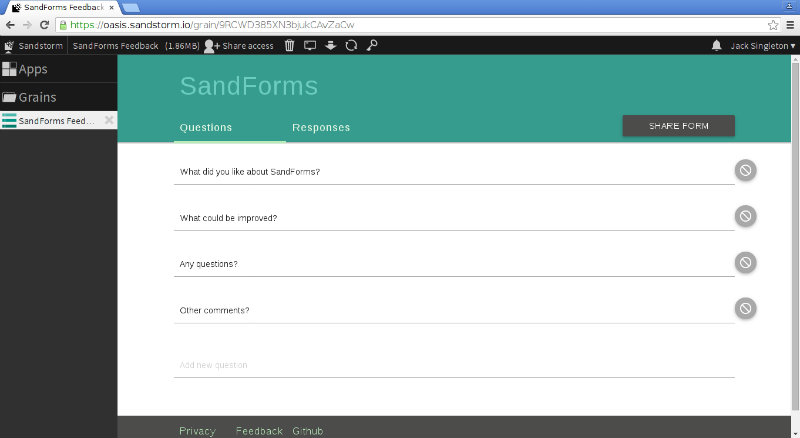 SandForms Feedback
https://oasis.sandstorm.io/grain/9RCWD385XN3bjukCAvZaCw
Sandstorm SandForms Feedback (1.86MB) Share access Jack Singleton ▾
Apps
Grains
SandForms Feed...
SandForms
Questions Responses SHARE FORM
What did you like about SandForms?
What could be improved?
Any questions?
Other comments?
Add new question
Privacy Feedback Github